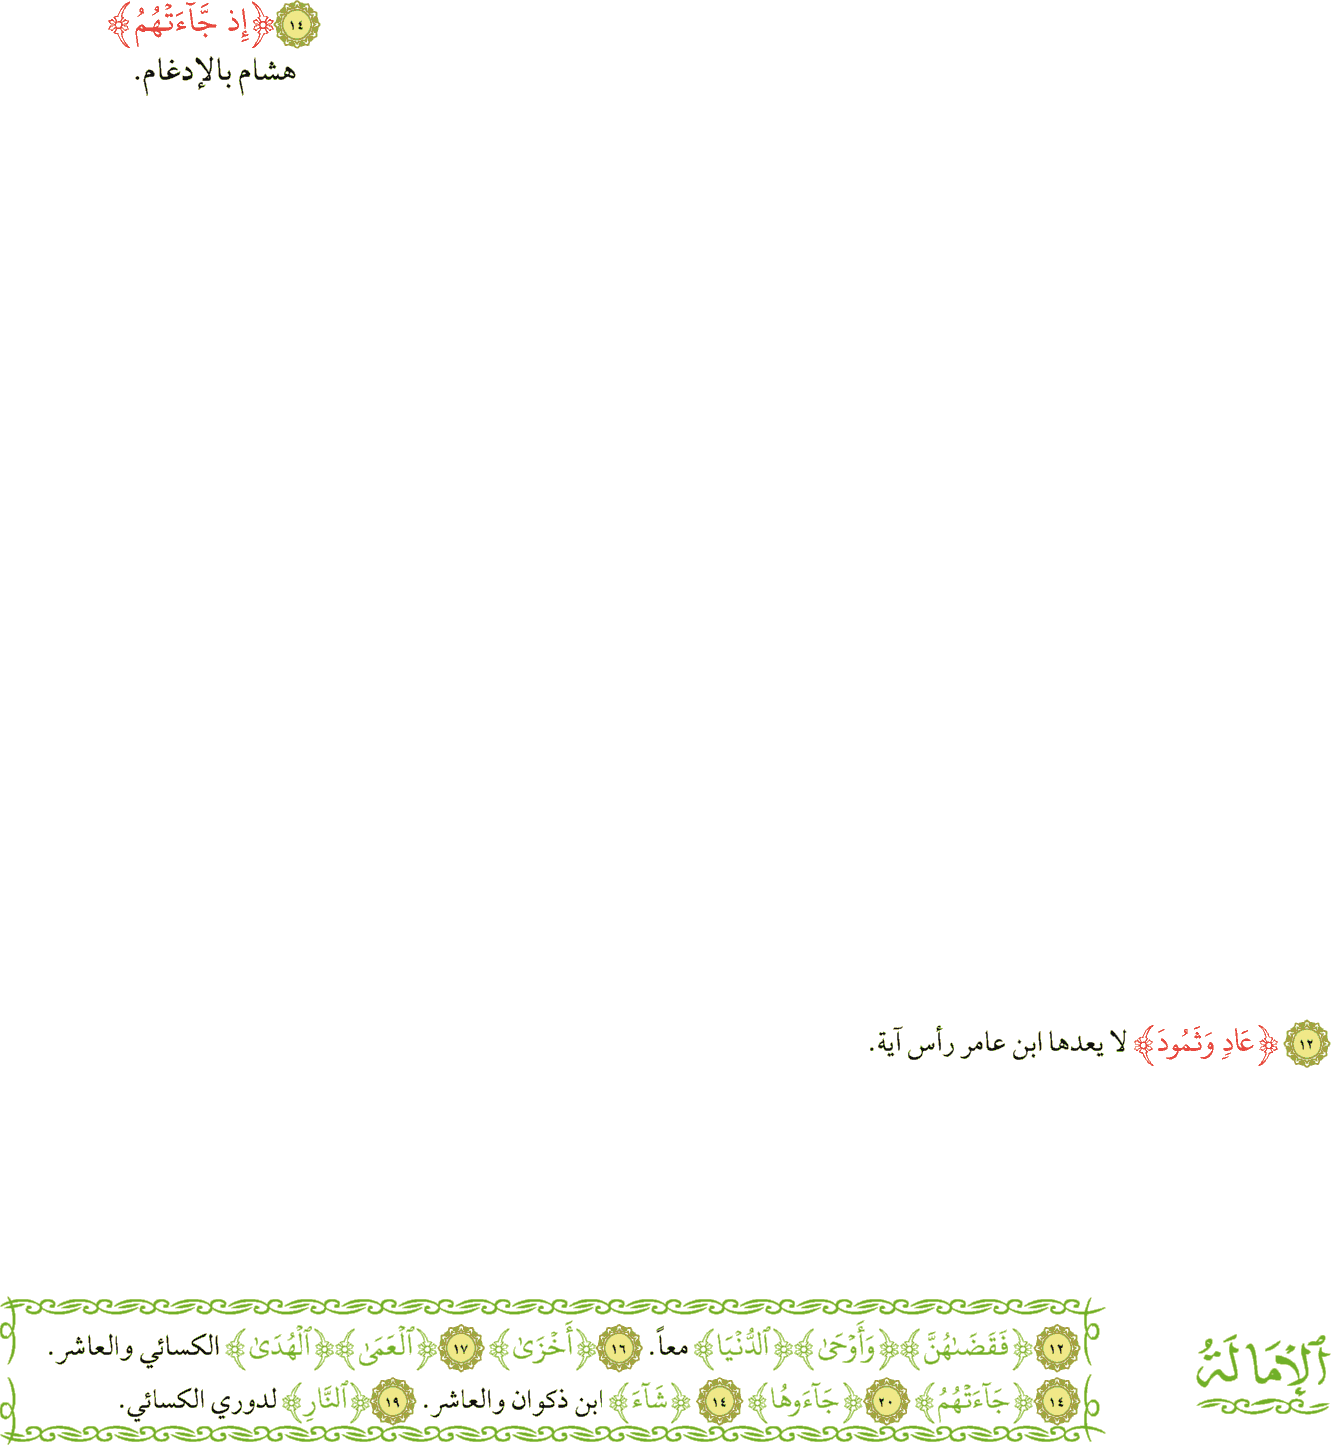 ١٤ ﴿إِذ جَّآءَتۡهُمُ﴾
هشام بالإدغام.
١٢ ﴿عَادٖ وَثَمُودَ﴾ لا يعدها ابن عامر رأس آية.
ٱلۡإِمَالَةُ
١٢ ﴿فَقَضَىٰهُنَّ﴾ ﴿وَأَوۡحَىٰ﴾ ﴿ٱلدُّنۡيَا﴾ معاً. ١٦ ﴿أَخۡزَىٰ﴾ ١٧ ﴿ٱلۡعَمَىٰ﴾ ﴿ٱلۡهُدَىٰ﴾ الكسائي والعاشر.
١٤ ﴿جَآءَتۡهُمُ﴾ ٢٠ ﴿جَآءُوهَا﴾ ١٤ ﴿شَآءَ﴾ ابن ذكوان والعاشر. ١٩ ﴿ٱلنَّارِ﴾ لدوري الكسائي.